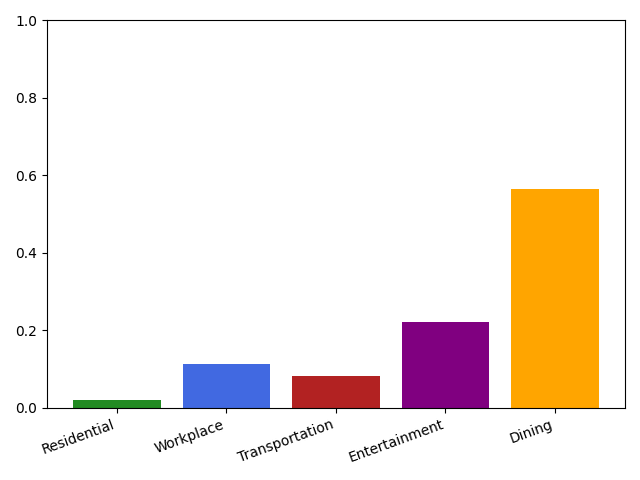 1.0
0.8
0.6
0.4
0.2
0.0
Residential
Workplace
Transportation
Entertainment
Dining